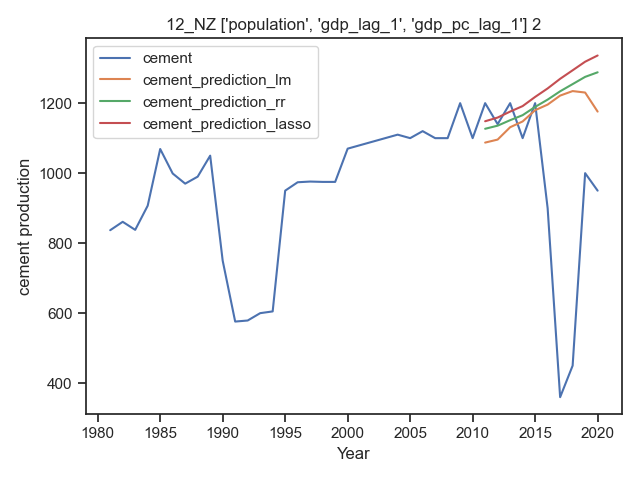 12_NZ ['population', 'gdp_lag_1', 'gdp_pc_lag_1'] 2
cement
cement_prediction_lm
cement_prediction_rr
cement_prediction_lasso
cement production
1200
1000
800
600
400
1980
1985
1990
1995
2000
2005
2010
2015
2020
Year